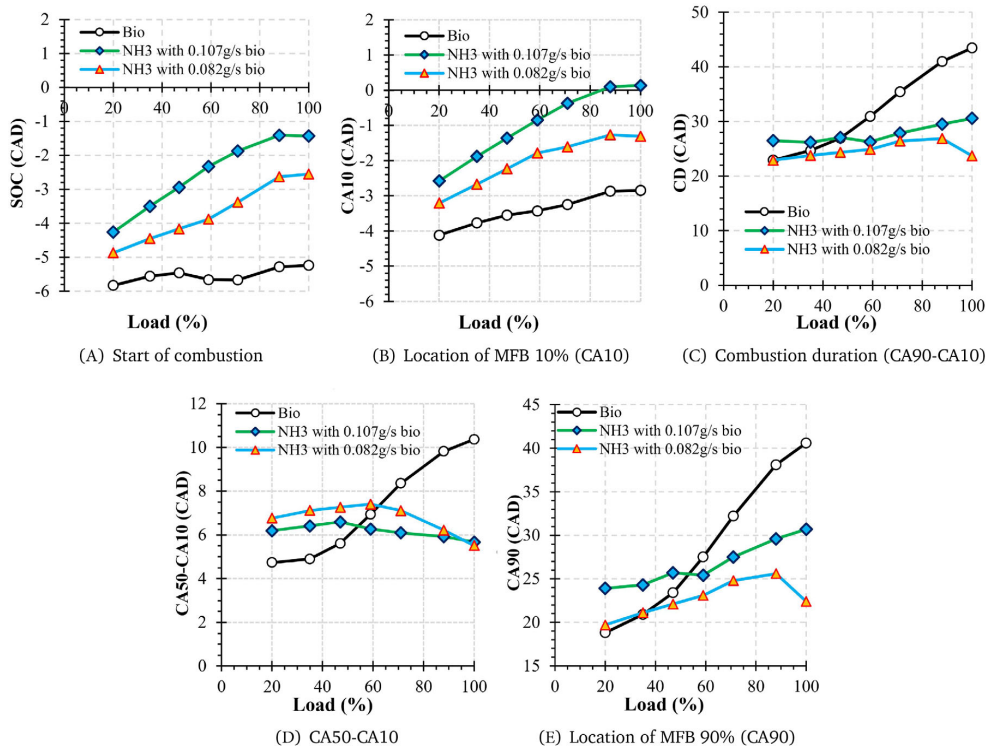 2
1
0
-1
-2
-3
-4
-5
-6
0 20 40 60 80 100
Bio
NH3 with 0.107g/s bio
NH3 with 0.082g/s bio
SOC (CAD)
Load (%)
(A) Start of combustion
2
1
0
-1
-2
-3
-4
-5
-6
0 20 40 60 80 100
Bio
NH3 with 0.107g/s bio
NH3 with 0.082g/s bio
CA10 (CAD)
Load (%)
(B) Location of MFB 10% (CA10)
50
40
30
20
10
0
0 20 40 60 80 100
Bio
NH3 with 0.107g/s bio
NH3 with 0.082g/s bio
CD (CAD)
Load (%)
(C) Combustion duration (CA90-CA10)
12
10
8
6
4
2
0
0 20 40 60 80 100
Bio
NH3 with 0.107g/s bio
NH3 with 0.082g/s bio
CA50-CA10 (CAD)
Load (%)
(D) CA50-CA10
45
40
35
30
25
20
15
0 20 40 60 80 100
Bio
NH3 with 0.107g/s bio
NH3 with 0.082g/s bio
CA90 (CAD)
Load (%)
(E) Location of MFB 90% (CA90)